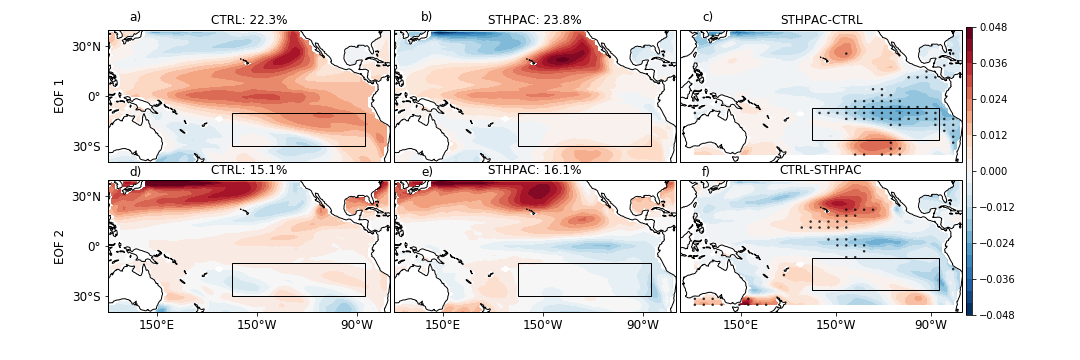 a) CTRL: 22.3%
b) STHPAC: 23.8%
c) STHPAC-CTRL
EOF 1
30°N
0°
30°S
d) CTRL: 15.1%
e) STHPAC: 16.1%
f) CTRL-STHPAC
EOF 2
30°N
0°
30°S
150°E 150°W 90°W
150°E 150°W 90°W
150°E 150°W 90°W
0.048
0.036
0.024
0.012
0.000
−0.012
−0.024
−0.036
−0.048